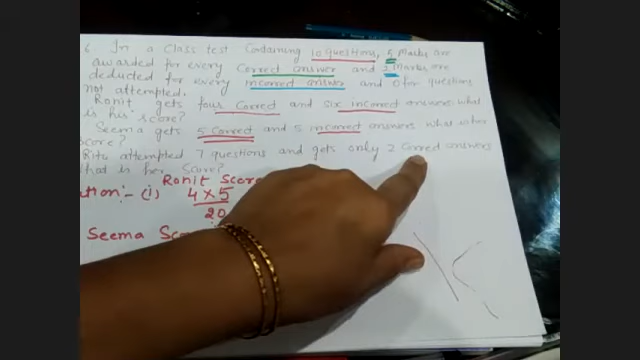 6. In a class test Containing 10 questions, 5 Marks are
awarded for every Correct answer and 2 Marks are
deducted for every incorrect answer and 0 for questions
not attempted.
Ronit gets four Correct and six incorrect answers what
is his score?
Seema gets 5 Correct and 5 incorrect answers what is her
score?
Rita attempted 7 questions and gets only 2 Correct answers
What is her Score?
(i) Ronit Score
4 × 5
20
Seema